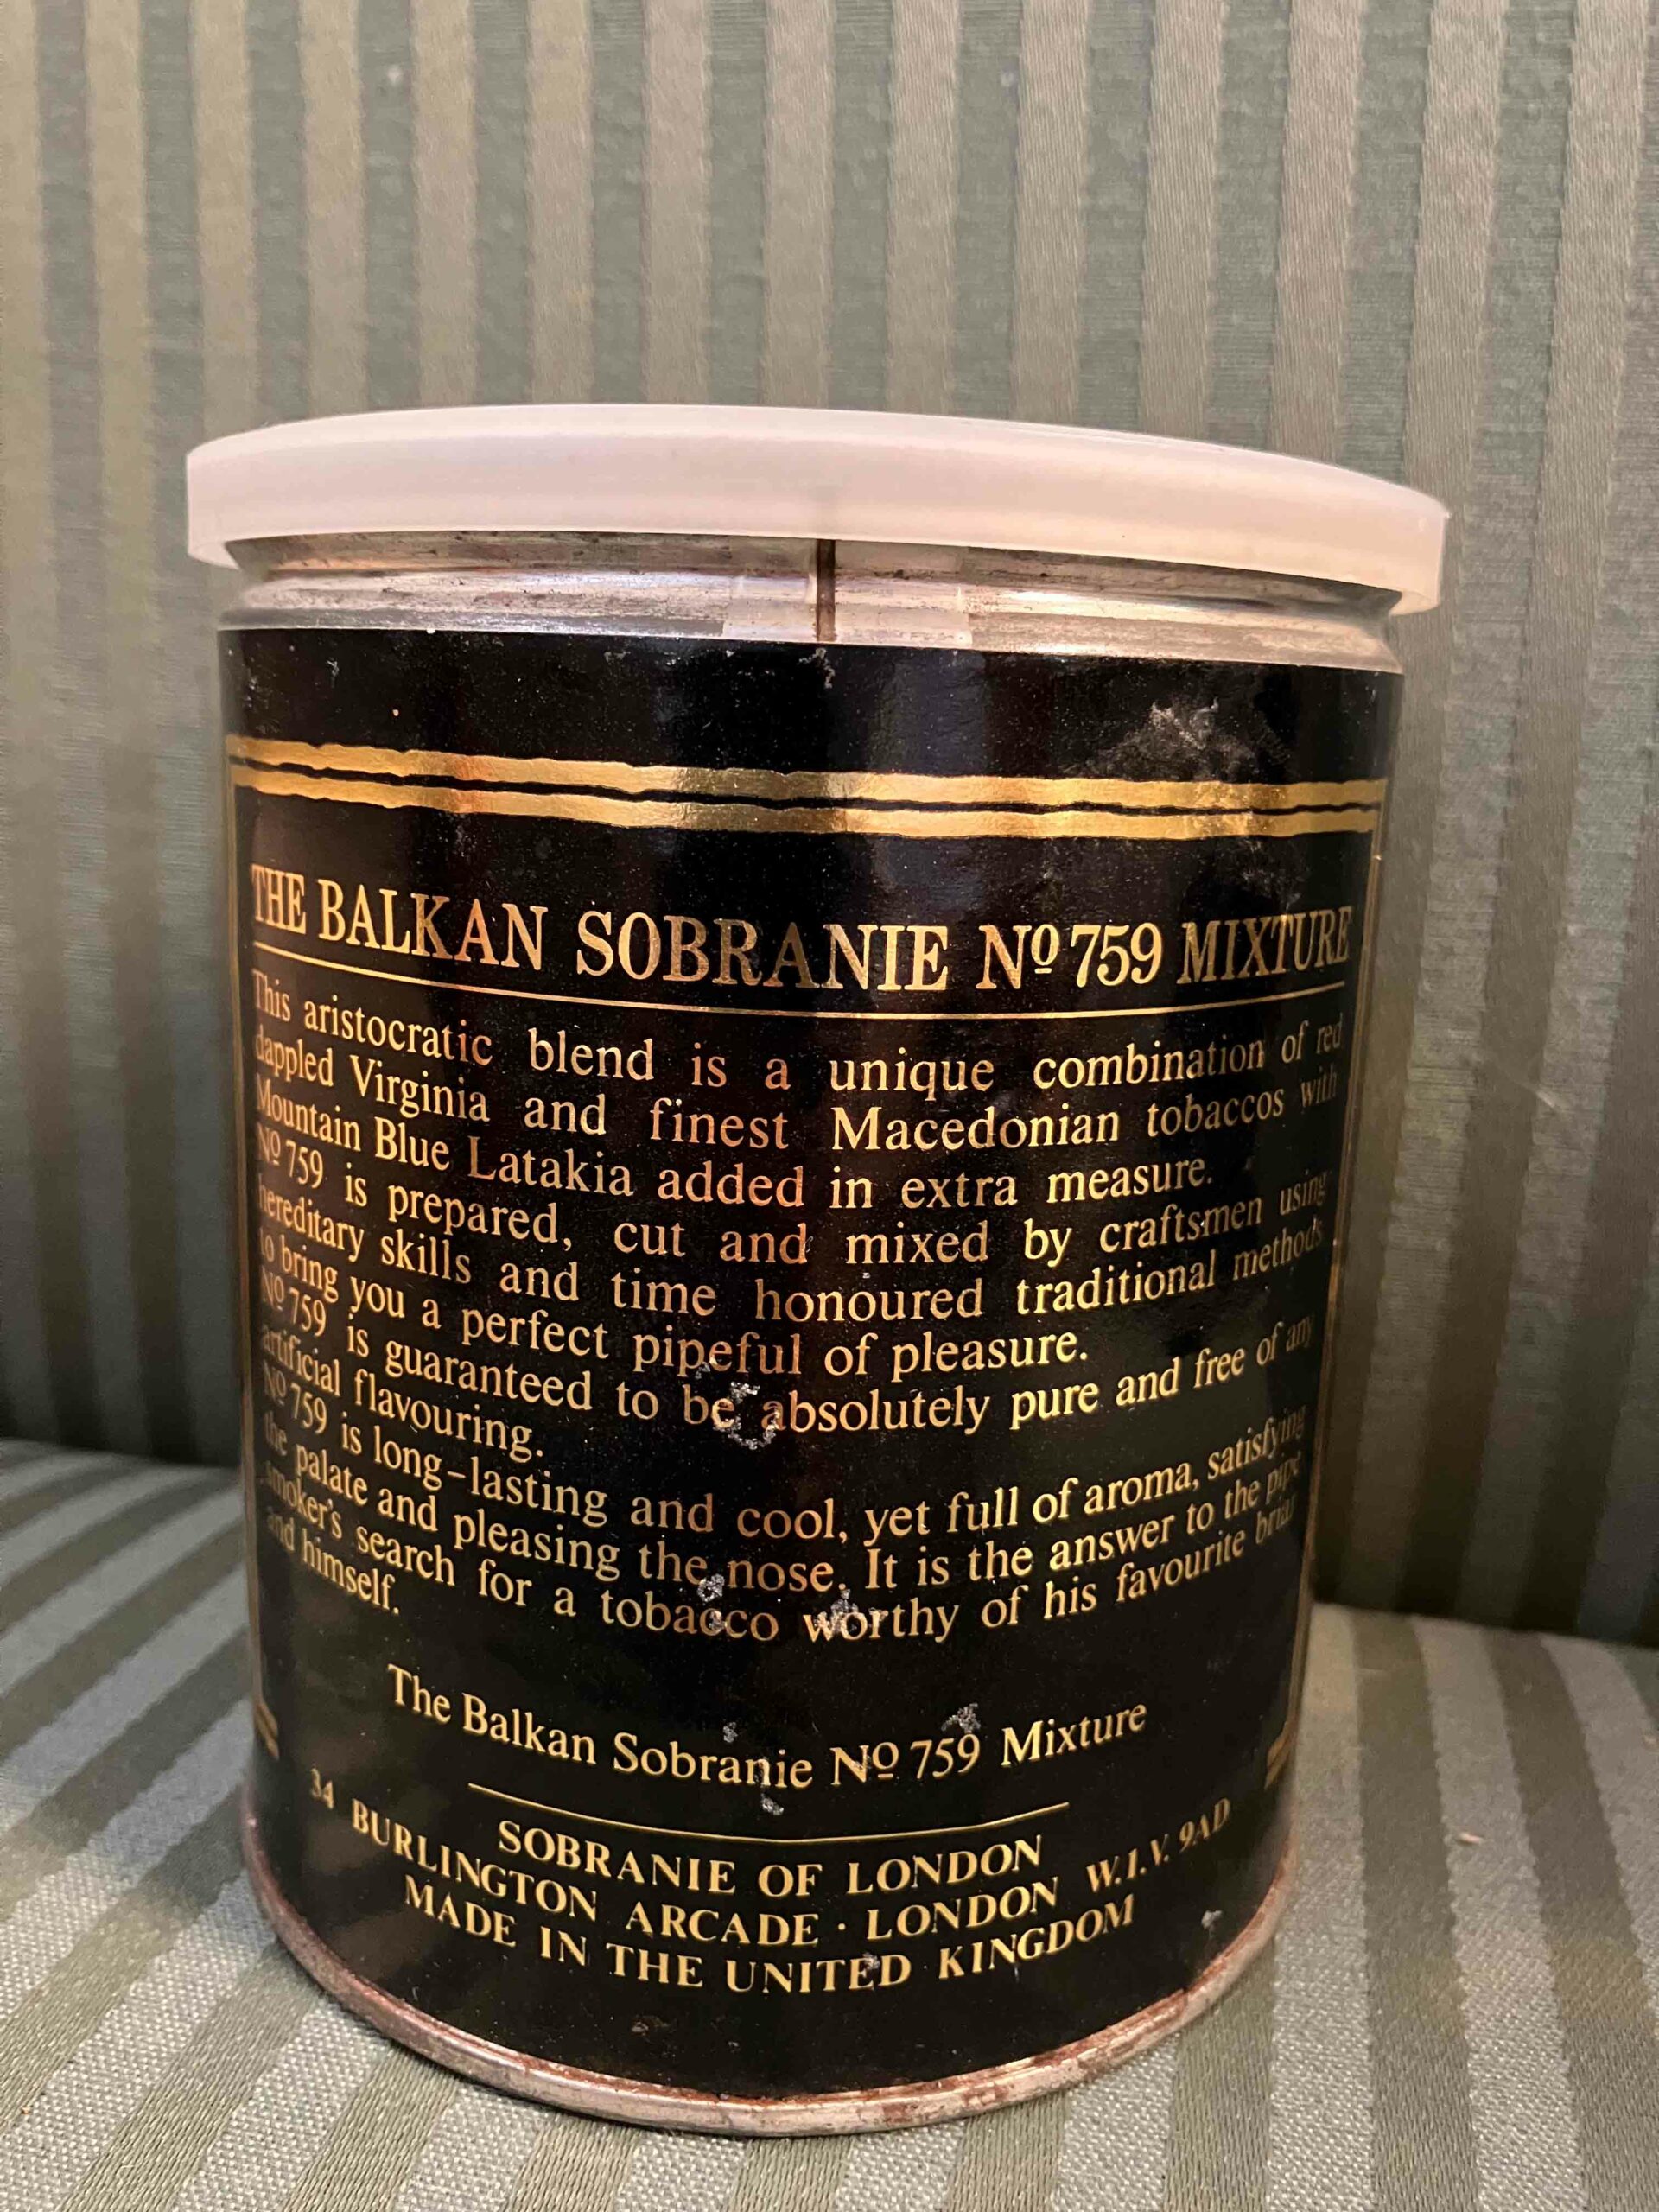 THE BALKAN SOBRANIE Nº 759 MIXTURE
This aristocratic blend is a unique combination of red
dappled Virginia and finest Macedonian tobaccos with
Mountain Blue Latakia added in extra measure.
Nº 759 is prepared, cut and mixed by craftsmen using
hereditary skills and time honoured traditional methods
to bring you a perfect pipeful of pleasure.
Nº 759 is guaranteed to be absolutely pure and free of any
artificial flavouring.
Nº 759 is long-lasting and cool, yet full of aroma, satisfying
the palate and pleasing the nose. It is the answer to the pipe
smoker's search for a tobacco worthy of his favourite briar
and himself.
The Balkan Sobranie Nº 759 Mixture
SOBRANIE OF LONDON
34 BURLINGTON ARCADE · LONDON W.1.V. 9AD
MADE IN THE UNITED KINGDOM